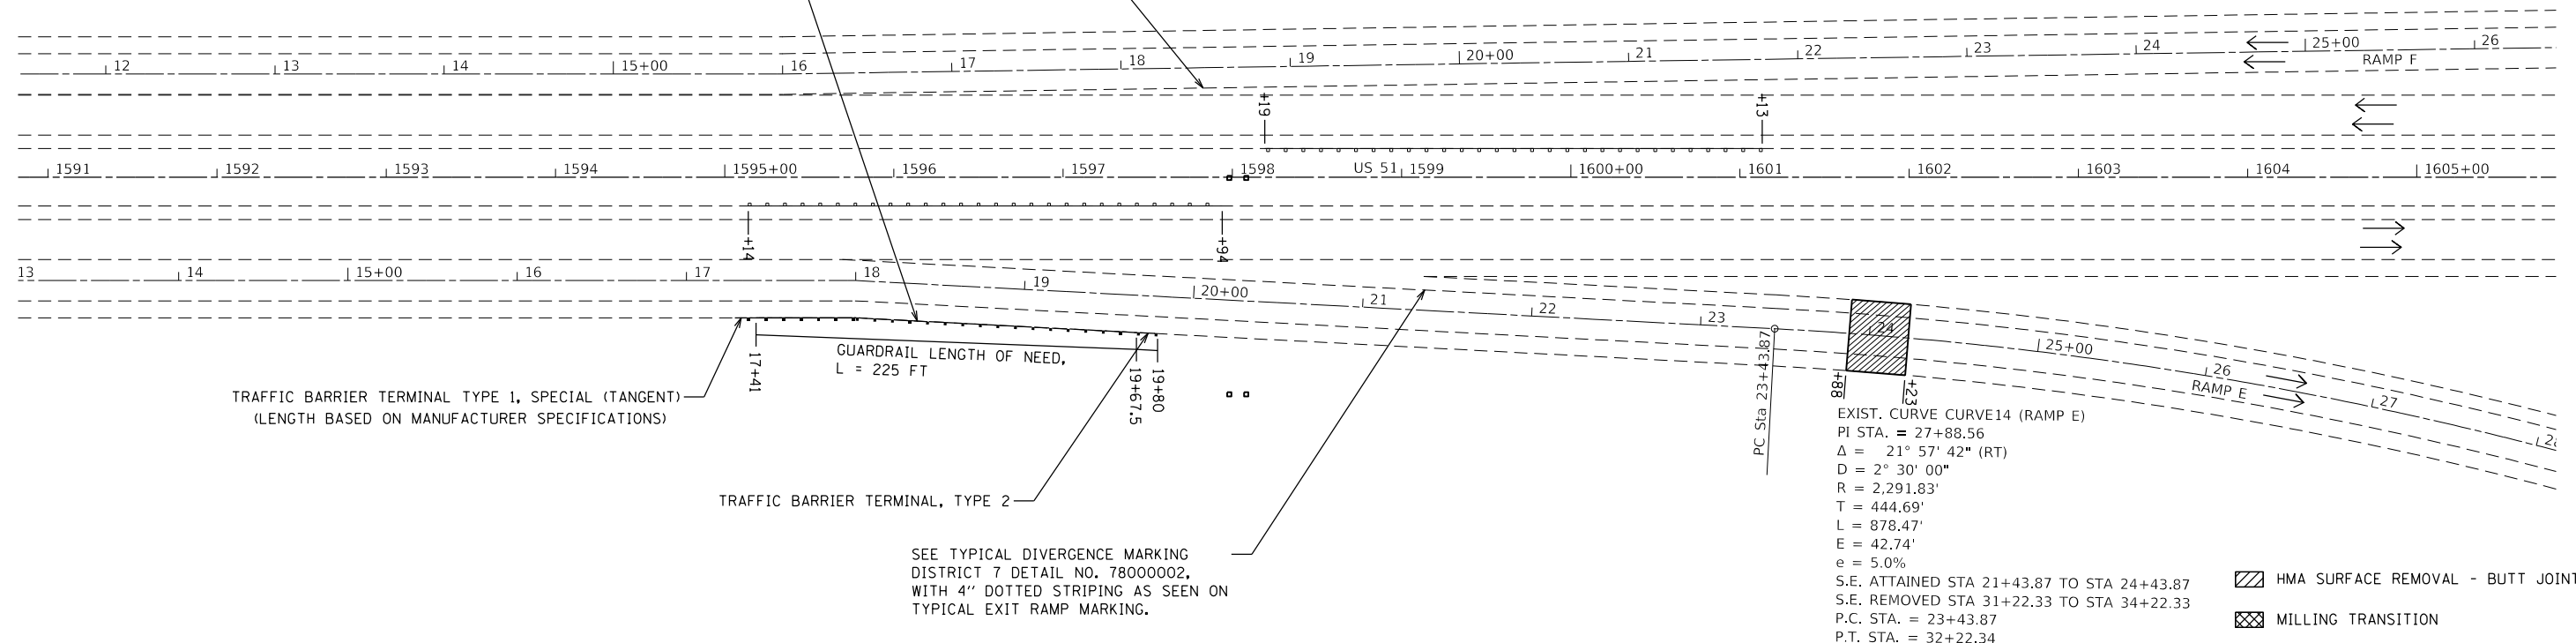 12 13 14 15+00 16 17 18 19 20+00 21 22 23 24 25+00 26
RAMP F
+19 +13
1591 1592 1593 1594 1595+00 1596 1597 1598 US 51 1599 1600+00 1601 1602 1603 1604 1605+00
+14 +94
13 14 15+00 16 17 18 19 20+00 21 22 23 24 25+00 26 27
RAMP E
GUARDRAIL LENGTH OF NEED,
L = 225 FT
17+41
19+67.5
19+80
PC Sta 23+43.87
+88
+23
TRAFFIC BARRIER TERMINAL TYPE 1, SPECIAL (TANGENT)
(LENGTH BASED ON MANUFACTURER SPECIFICATIONS)
TRAFFIC BARRIER TERMINAL, TYPE 2
SEE TYPICAL DIVERGENCE MARKING
DISTRICT 7 DETAIL NO. 78000002,
WITH 4" DOTTED STRIPING AS SEEN ON
TYPICAL EXIT RAMP MARKING.
EXIST. CURVE CURVE14 (RAMP E)
PI STA. = 27+88.56
Δ = 21° 57' 42" (RT)
D = 2° 30' 00"
R = 2,291.83'
T = 444.69'
L = 878.47'
E = 42.74'
e = 5.0%
S.E. ATTAINED STA 21+43.87 TO STA 24+43.87
S.E. REMOVED STA 31+22.33 TO STA 34+22.33
P.C. STA. = 23+43.87
P.T. STA. = 32+22.34
HMA SURFACE REMOVAL - BUTT JOINT
MILLING TRANSITION